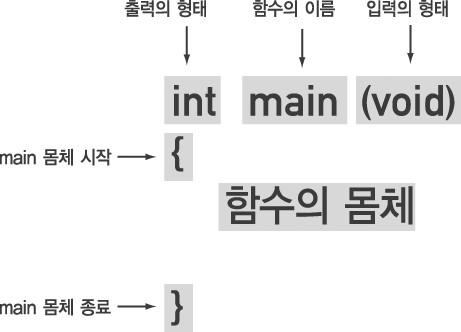 출력의 형태 함수의 이름 입력의 형태
int main (void)
main 몸체 시작 {
함수의 몸체
main 몸체 종료 }